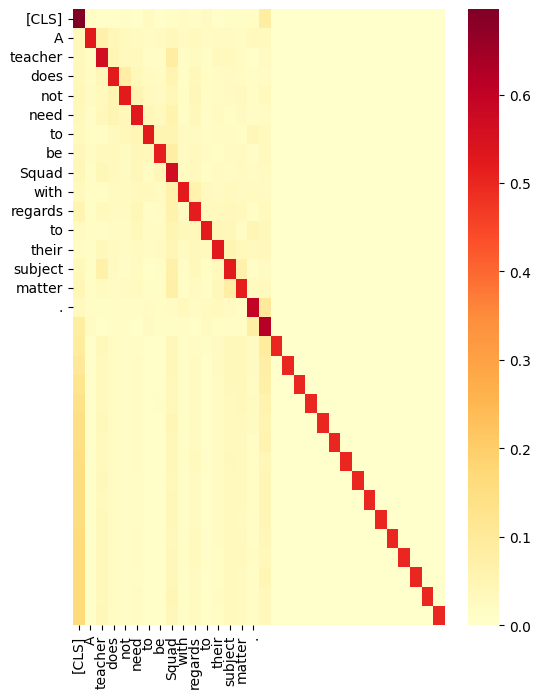 [CLS]
A
teacher
does
not
need
to
be
Squad
with
regards
to
their
subject
matter
.
[CLS]
A
teacher
does
not
need
to
be
Squad
with
regards
to
their
subject
matter
.
0.6
0.5
0.4
0.3
0.2
0.1
0.0